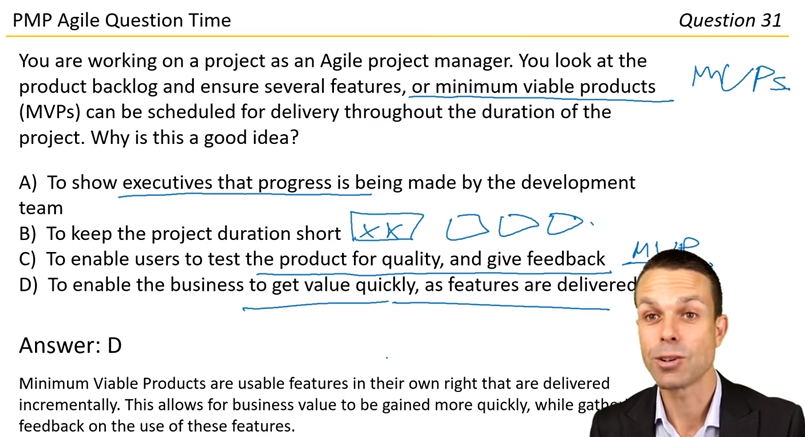 PMP Agile Question Time
Question 31
You are working on a project as an Agile project manager. You look at the
product backlog and ensure several features, or minimum viable products
(MVPs) can be scheduled for delivery throughout the duration of the
project. Why is this a good idea?
MVPs
A) To show executives that progress is being made by the development
team
B) To keep the project duration short
xx
C) To enable users to test the product for quality, and give feedback
MVP
D) To enable the business to get value quickly, as features are delivered
Answer: D
Minimum Viable Products are usable features in their own right that are delivered
incrementally. This allows for business value to be gained more quickly, while
feedback on the use of these features.